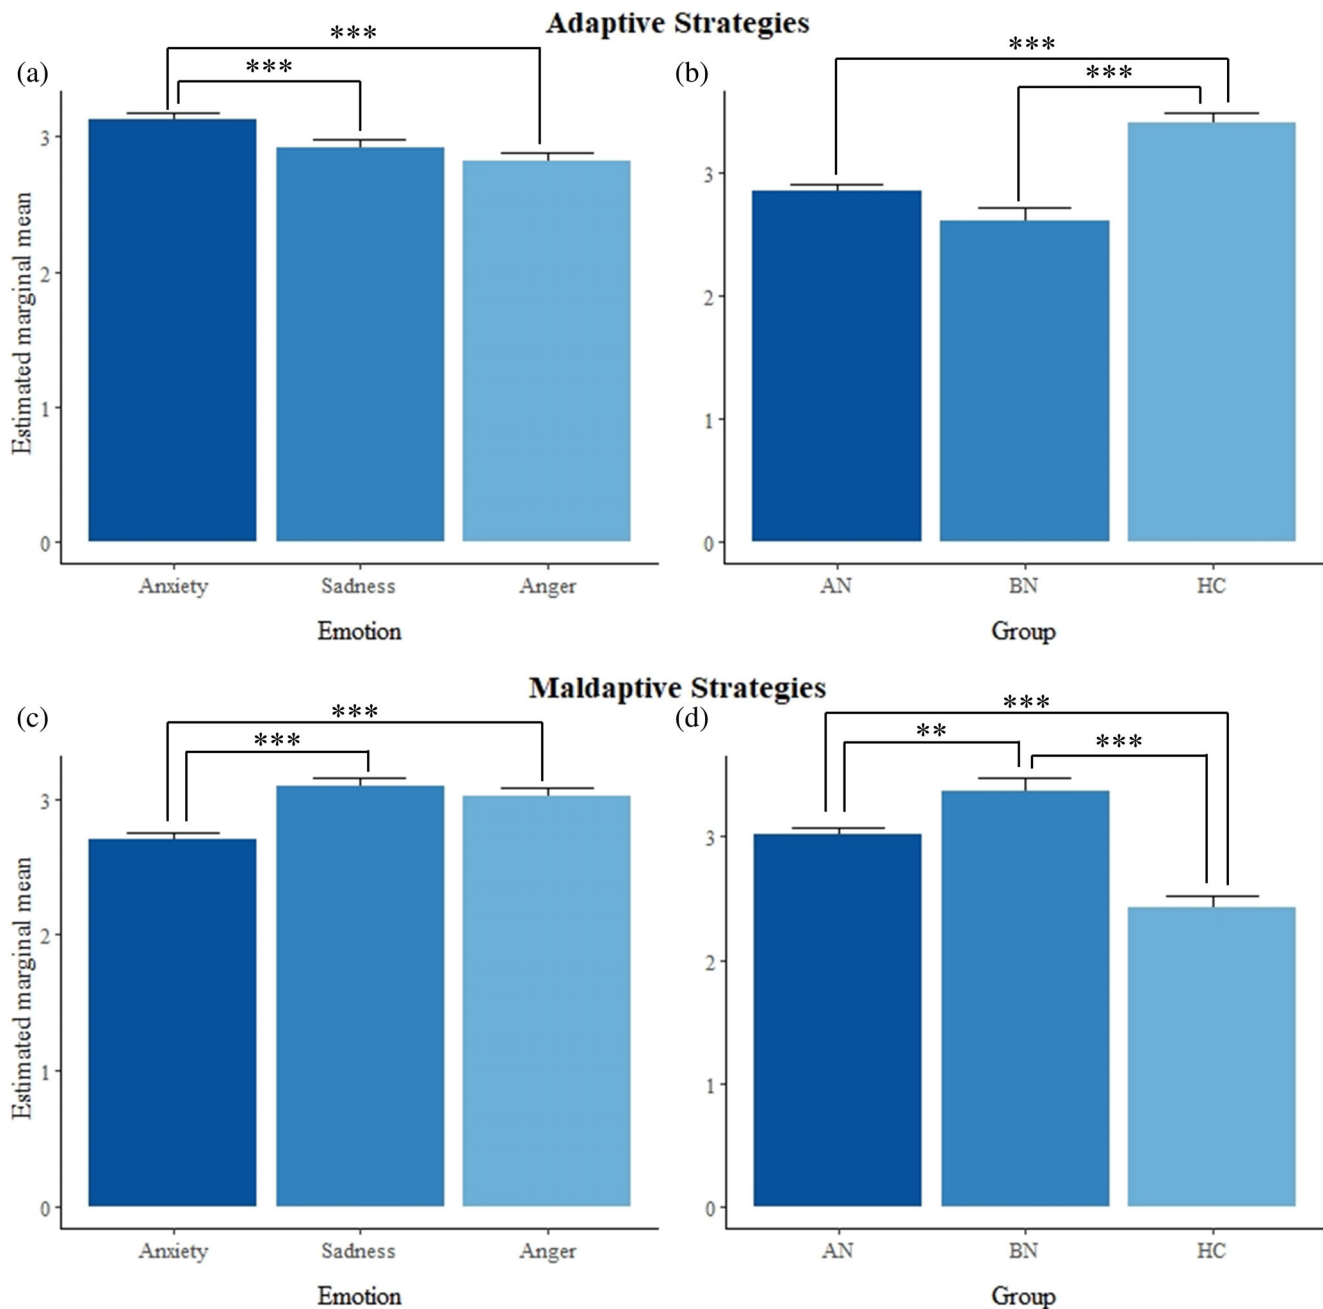 Adaptive Strategies
(a)
***
***
Estimated marginal mean
3
2
1
0
Anxiety Sadness Anger
Emotion
(b)
***
***
3
2
1
0
AN BN HC
Group
Maldaptive Strategies
(c)
***
***
Estimated marginal mean
3
2
1
0
Anxiety Sadness Anger
Emotion
(d)
***
**
***
3
2
1
0
AN BN HC
Group